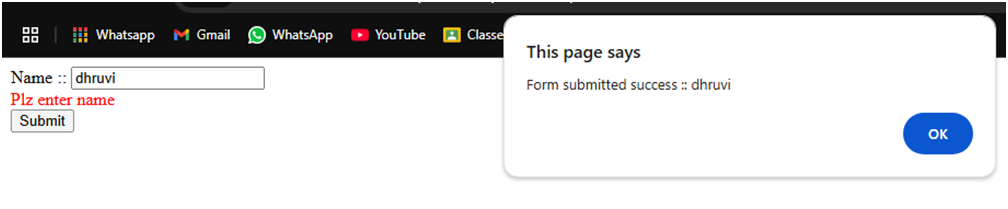 Whatsapp Gmail WhatsApp YouTube Classe
This page says
Form submitted success :: dhruvi
OK
Name :: dhruvi
Plz enter name
Submit